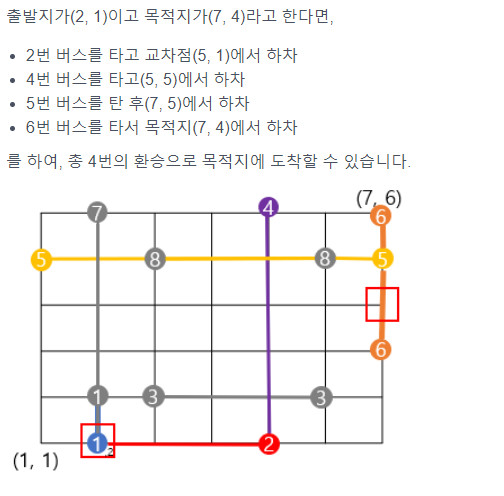 출발지가(2, 1)이고 목적지가(7, 4)라고 한다면,
• 2번 버스를 타고 교차점(5, 1)에서 하차
• 4번 버스를 타고(5, 5)에서 하차
• 5번 버스를 탄 후(7, 5)에서 하차
• 6번 버스를 타서 목적지(7, 4)에서 하차
를 하여, 총 4번의 환승으로 목적지에 도착할 수 있습니다.
(7, 6)
7 4 6
5 8 8 5
6
1 3 3
1 2 2
(1, 1)